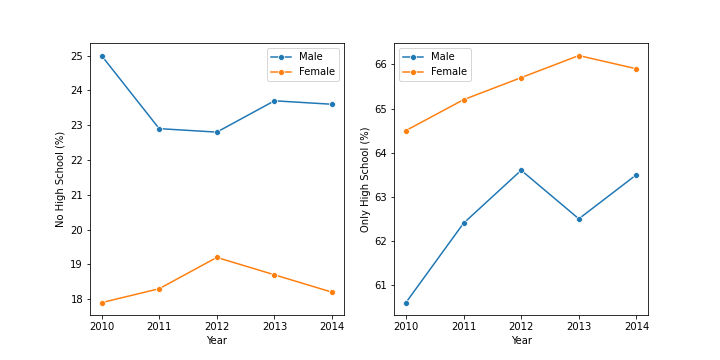 No High School (%)
25
24
23
22
21
20
19
18
2010 2011 2012 2013 2014
Year
Male
Female
Only High School (%)
66
65
64
63
62
61
2010 2011 2012 2013 2014
Year
Male
Female